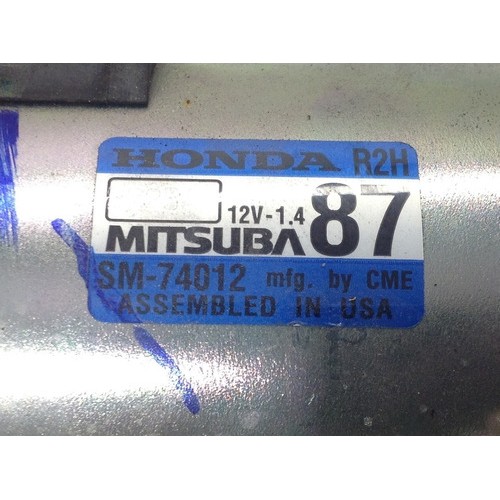 HONDA R2H
12V-1.4 87
MITSUBA
SM-74012 mfg. by CME
ASSEMBLED IN USA